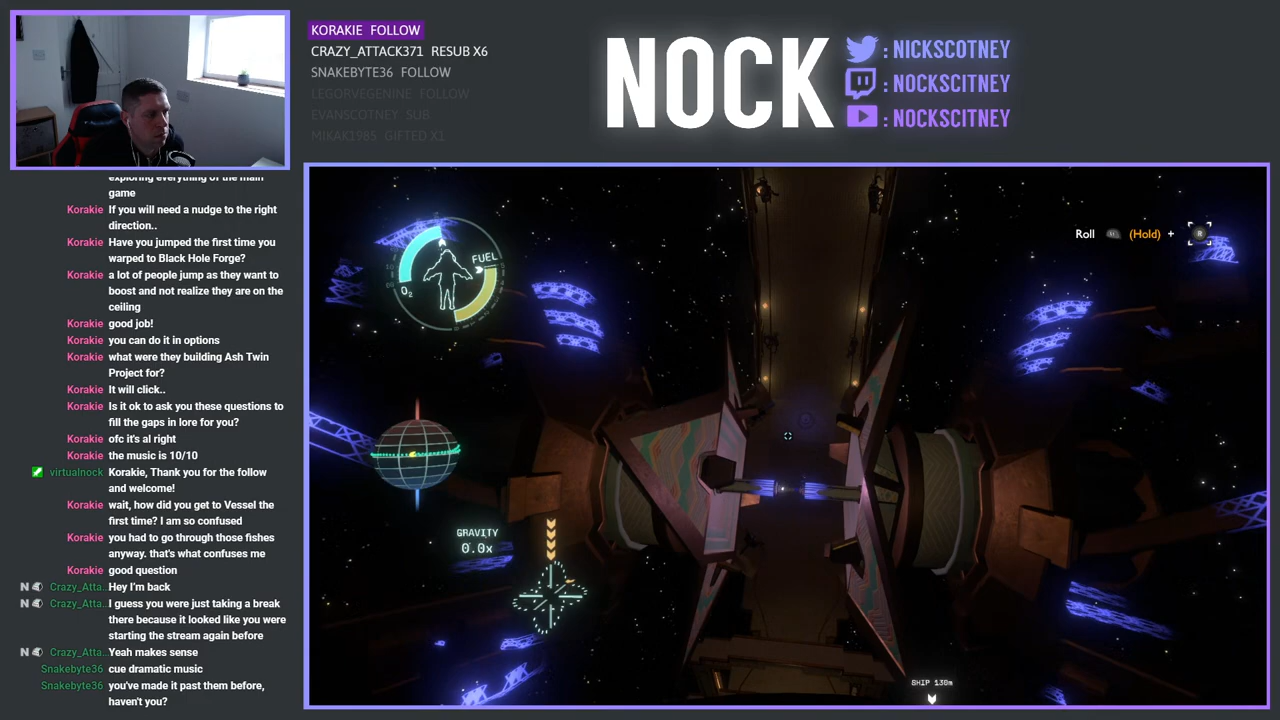 KORAKIE FOLLOW
CRAZY_ATTACK371 RESUB X6
SNAKEBYTE36 FOLLOW
LEGORVEGENINE FOLLOW
EVANSCOTNEY SUB
MIKAK1985 GIFTED X1
NOCK
: NICKSCOTNEY
: NOCKSCITNEY
: NOCKSCITNEY
exploring everything of the main
game
Korakie If you will need a nudge to the right
direction..
Korakie Have you jumped the first time you
warped to Black Hole Forge?
Korakie a lot of people jump as they want to
boost and not realize they are on the
ceiling
Korakie good job!
Korakie you can do it in options
Korakie what were they building Ash Twin
Project for?
Korakie It will click..
Korakie Is it ok to ask you these questions to
fill the gaps in lore for you?
Korakie ofc it's al right
Korakie the music is 10/10
virtualnock Korakie, Thank you for the follow
and welcome!
Korakie wait, how did you get to Vessel the
first time? I am so confused
Korakie you had to go through those fishes
anyway. that's what confuses me
Korakie good question
N Crazy_Atta.. Hey I'm back
N Crazy_Atta.. I guess you were just taking a break
there because it looked like you were
starting the stream again before
N Crazy_Atta.. Yeah makes sense
Snakebyte36 cue dramatic music
Snakebyte36 you've made it past them before,
haven't you?
Roll (Hold) + R
FUEL
O2
GRAVITY
0.0x
SHIP 130m